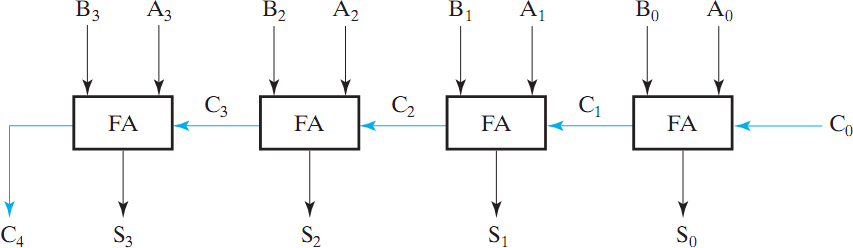 B₃ A₃ B₂ A₂ B₁ A₁ B₀ A₀
FA C₃ FA C₂ FA C₁ FA C₀
C₄ S₃ S₂ S₁ S₀